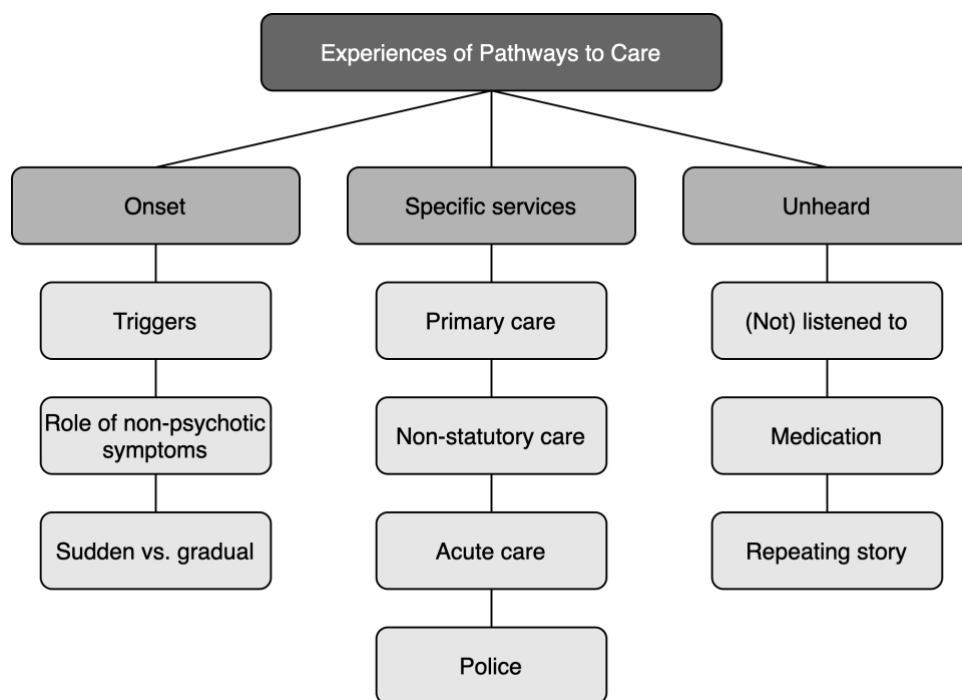 Experiences of Pathways to Care
Onset
Specific services
Unheard
Triggers
Primary care
(Not) listened to
Role of non-psychotic
symptoms
Non-statutory care
Medication
Sudden vs. gradual
Acute care
Repeating story
Police